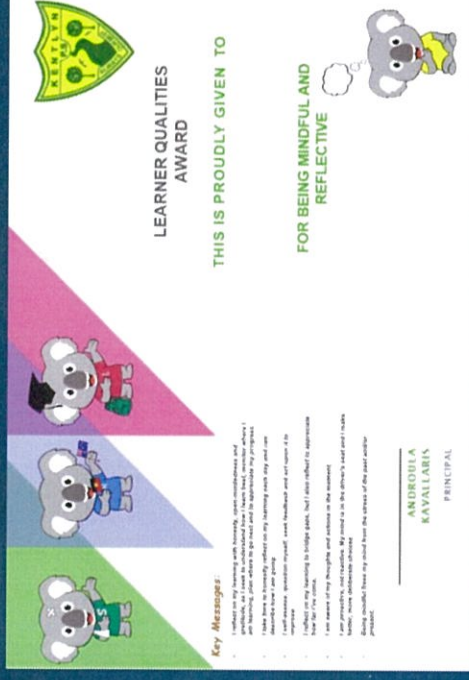 KENTLYN
P.S.
LEARNER QUALITIES
AWARD
THIS IS PROUDLY GIVEN TO
FOR BEING MINDFUL AND
REFLECTIVE
Key Messages:
I reflect on my learning with honesty, open-mindedness and
gratitude, as I seek to understand how I learn best, monitor where I
am learning, plan where to go next and to appreciate my progress
I take time to honestly reflect on my learning each day and can
describe how I am going
I self-assess, question myself, seek feedback and act upon it to
improve
I reflect on my learning to bridge gaps, but I also reflect to appreciate
how far I've come.
I am aware of my thoughts and actions in the moment
I am proactive, not reactive. My mind is in the driver's seat and I make
better, more deliberate choices
Being mindful frees my mind from the stress of the past and/or
present.
ANDROULA
KAVALLARIS
PRINCIPAL